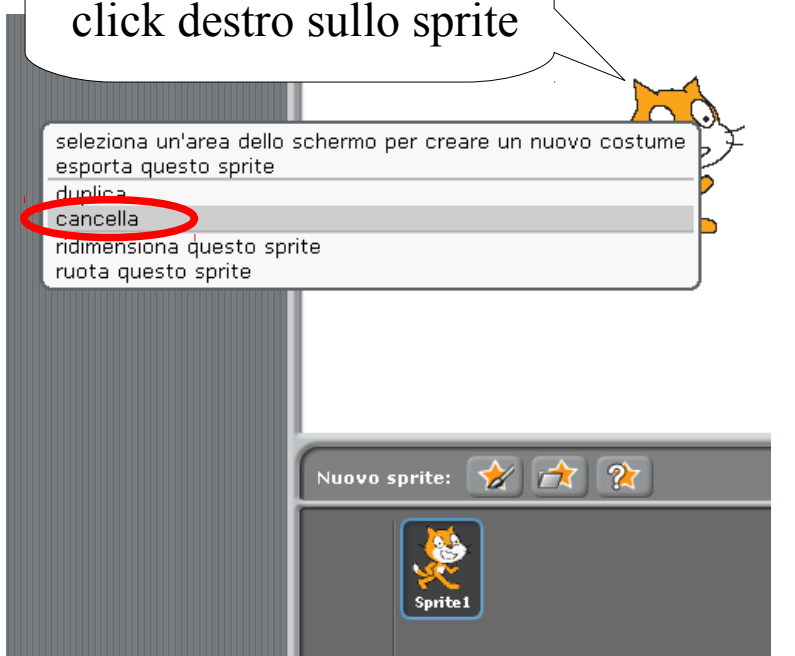 click destro sullo sprite
seleziona un'area dello schermo per creare un nuovo costume
esporta questo sprite
duplica
cancella
ridimensiona questo sprite
ruota questo sprite
Nuovo sprite:
Sprite1